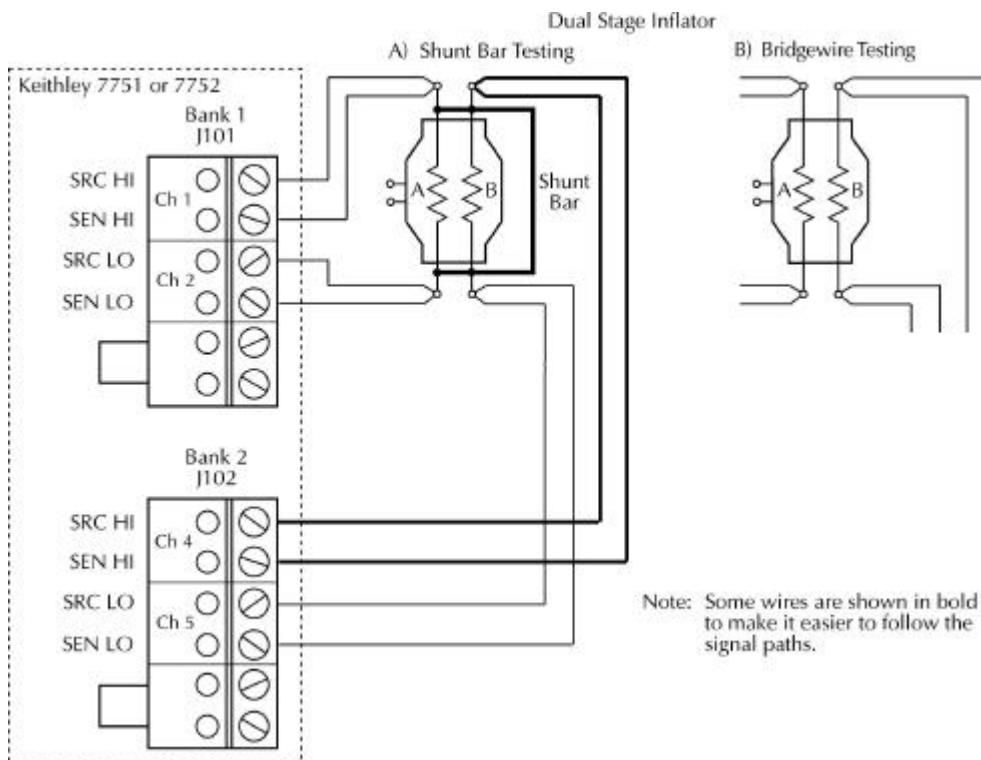 Dual Stage Inflator
A) Shunt Bar Testing
B) Bridgewire Testing
Keithley 7751 or 7752
Bank 1
J101
SRC HI
Ch 1
SEN HI
SRC LO
Ch 2
SEN LO
A
B
Shunt
Bar
A
B
Bank 2
J102
SRC HI
Ch 4
SEN HI
SRC LO
Ch 5
SEN LO
Note: Some wires are shown in bold
to make it easier to follow the
signal paths.